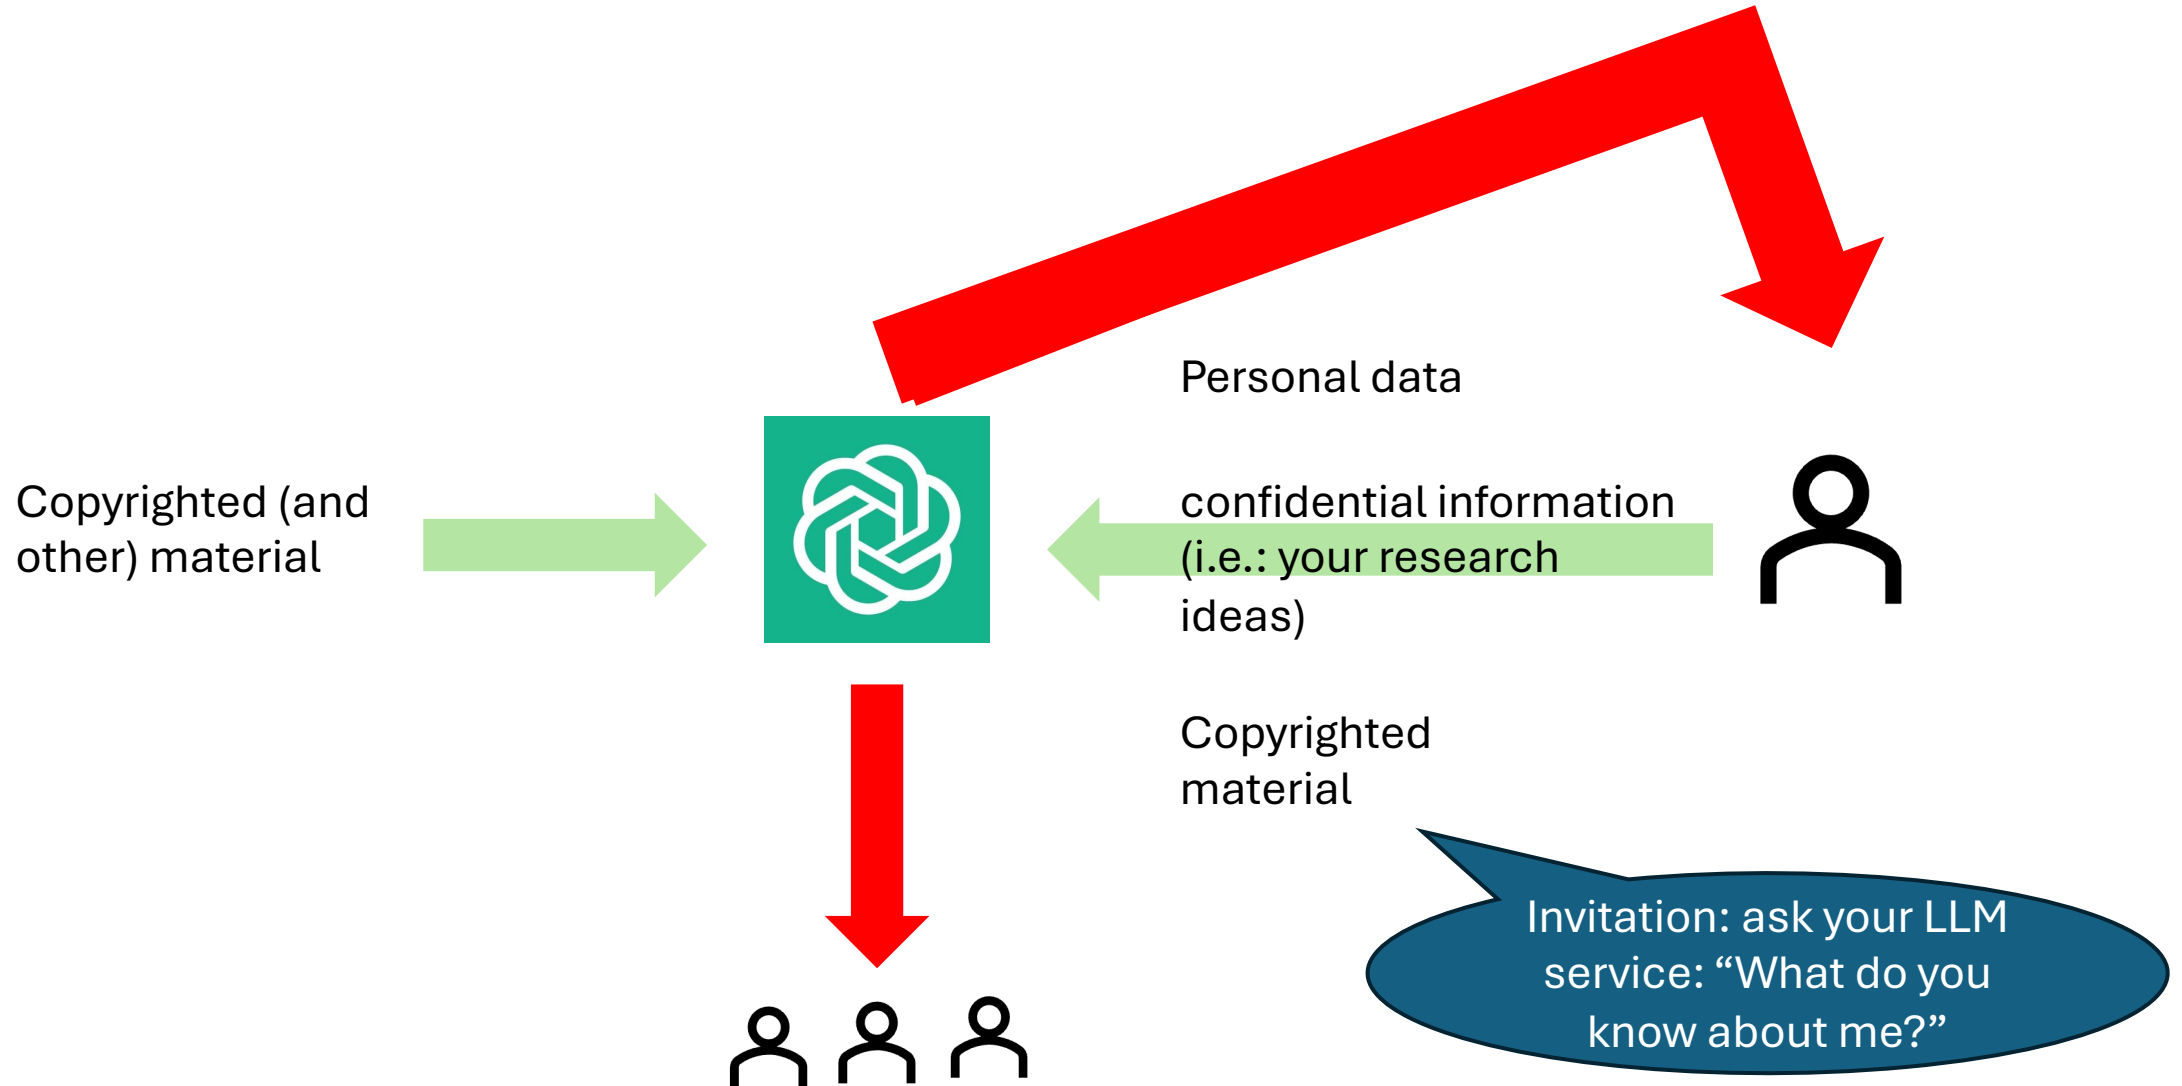 Copyrighted (and
other) material
Personal data
confidential information
(i.e.: your research
ideas)
Copyrighted
material
Invitation: ask your LLM
service: “What do you
know about me?”